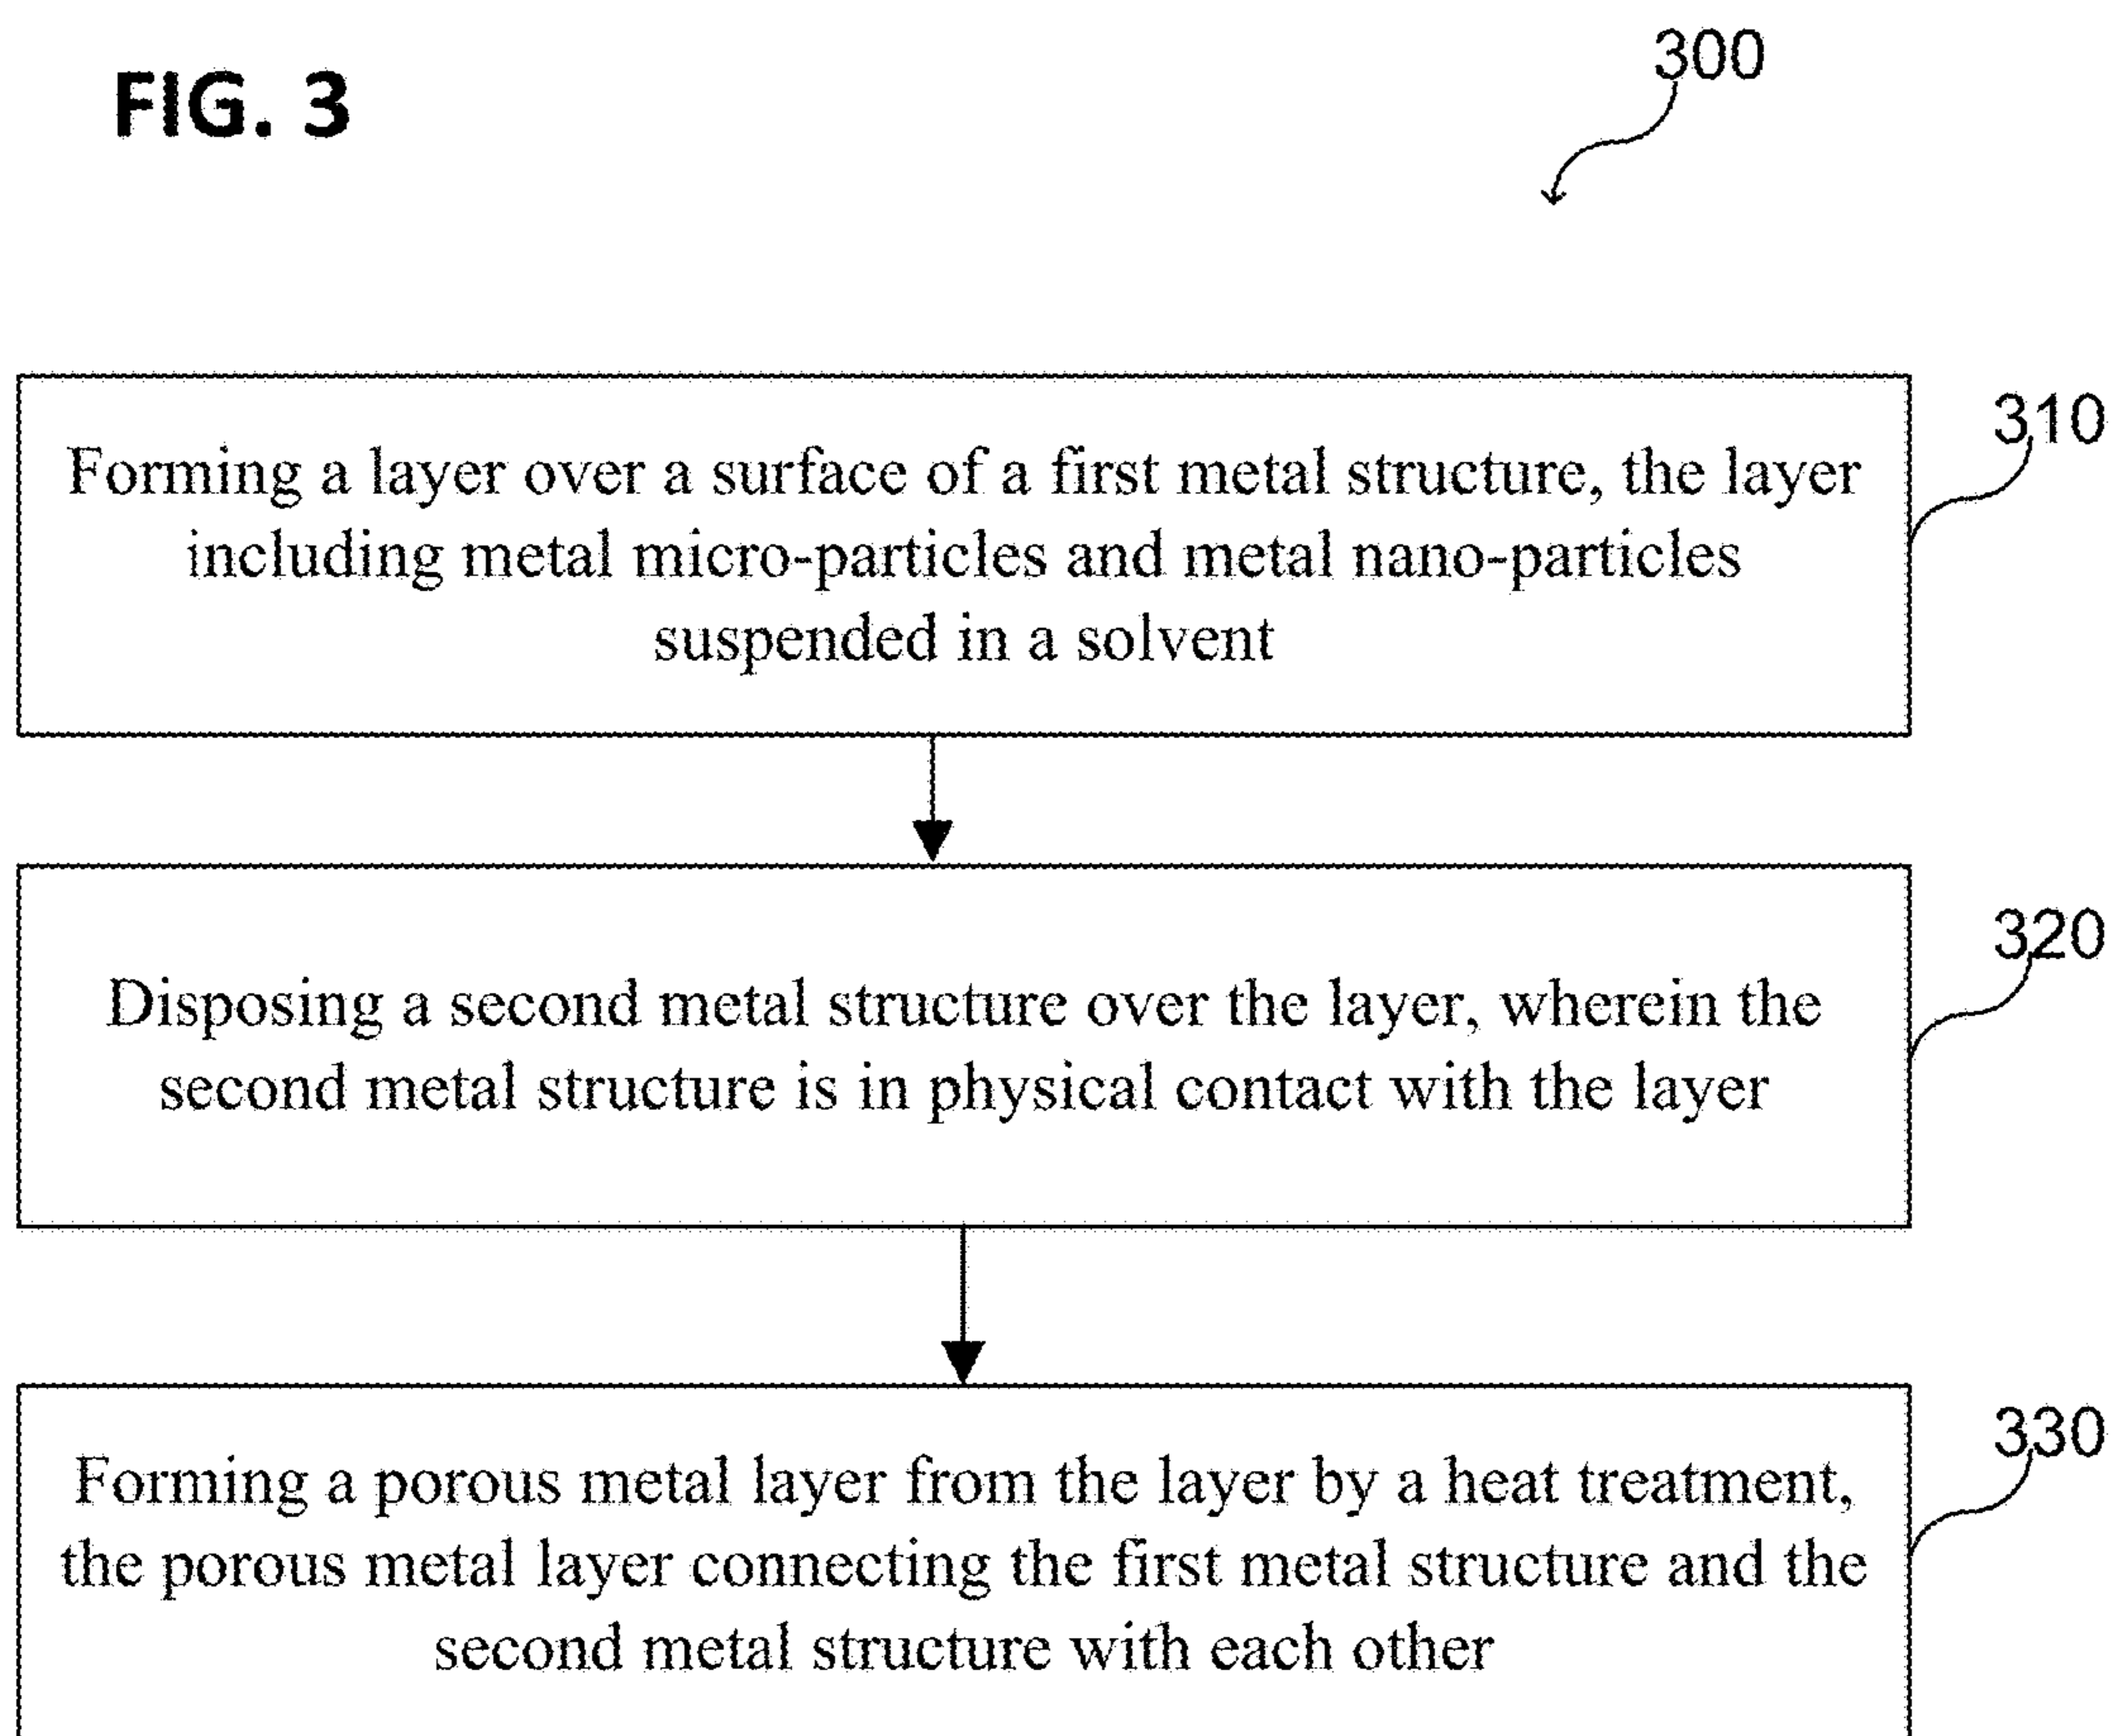 FIG. 3
300
310
Forming a layer over a surface of a first metal structure, the layer
including metal micro-particles and metal nano-particles
suspended in a solvent
320
Disposing a second metal structure over the layer, wherein the
second metal structure is in physical contact with the layer
330
Forming a porous metal layer from the layer by a heat treatment,
the porous metal layer connecting the first metal structure and the
second metal structure with each other